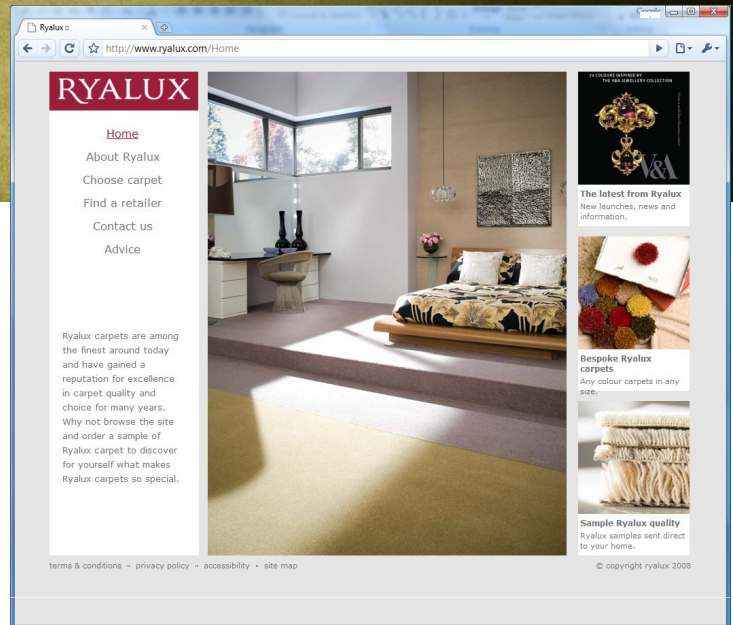 Google
Ryalux ::
http://www.ryalux.com/Home
RYALUX
Home
About Ryalux
Choose carpet
Find a retailer
Contact us
Advice
Ryalux carpets are among
the finest around today
and have gained a
reputation for excellence
in carpet quality and
choice for many years.
Why not browse the site
and order a sample of
Ryalux carpet to discover
for yourself what makes
Ryalux carpets so special.
70 COLOURS INSPIRED BY
THE V&A JEWELLERY COLLECTION
V&A
The latest from Ryalux
New launches, news and
information.
Bespoke Ryalux
carpets
Any colour carpets in any
size.
Sample Ryalux quality
Ryalux samples sent direct
to your home.
terms & conditions • privacy policy • accessibility • site map
© copyright ryalux 2008